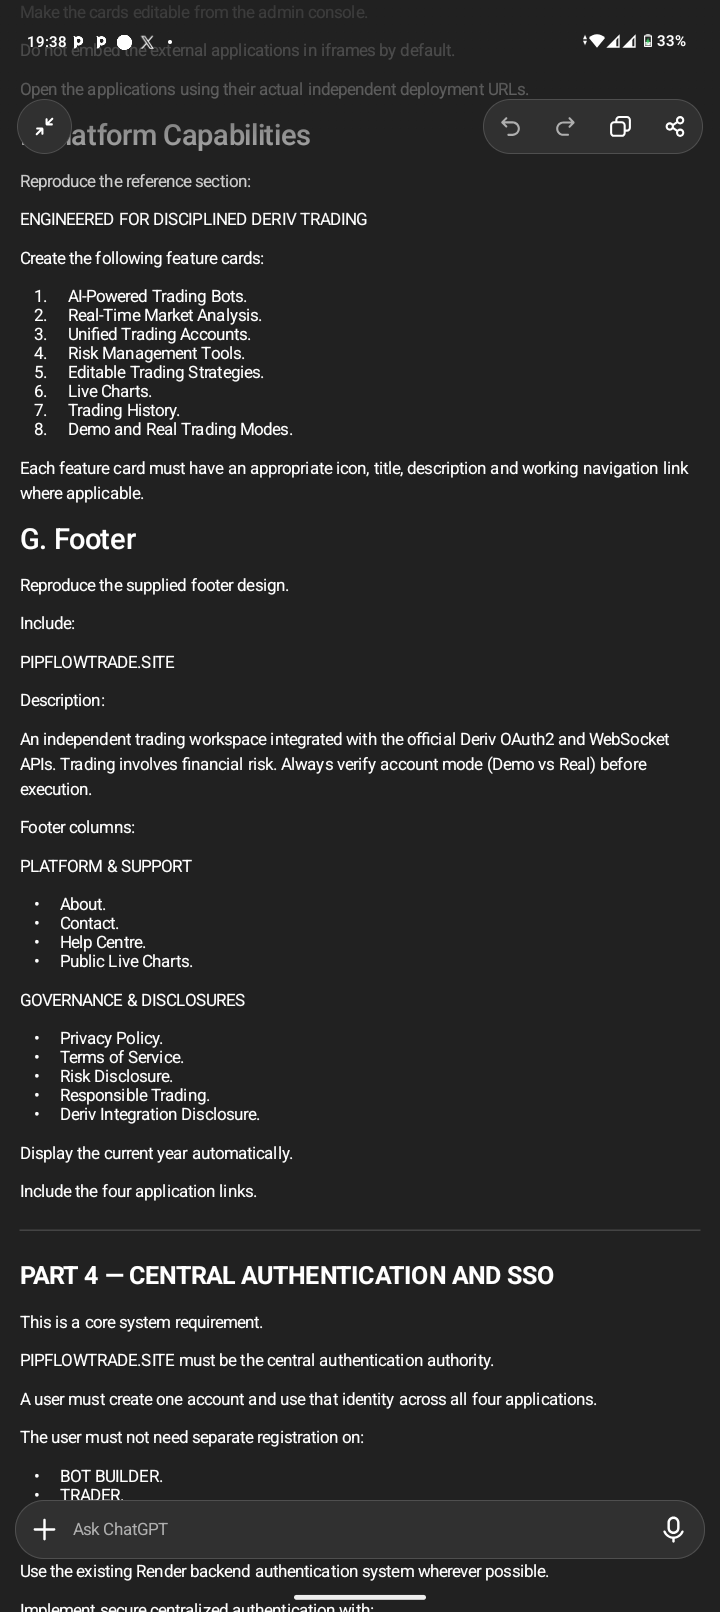 Make the cards editable from the admin console.
19:38
33%
Do not embed the external applications in iframes by default.
Open the applications using their actual independent deployment URLs.
atform Capabilities
Reproduce the reference section:
ENGINEERED FOR DISCIPLINED DERIV TRADING
Create the following feature cards:
1. AI-Powered Trading Bots.
2. Real-Time Market Analysis.
3. Unified Trading Accounts.
4. Risk Management Tools.
5. Editable Trading Strategies.
6. Live Charts.
7. Trading History.
8. Demo and Real Trading Modes.
Each feature card must have an appropriate icon, title, description and working navigation link
where applicable.
G. Footer
Reproduce the supplied footer design.
Include:
PIPFLOWTRADE.SITE
Description:
An independent trading workspace integrated with the official Deriv OAuth2 and WebSocket
APIs. Trading involves financial risk. Always verify account mode (Demo vs Real) before
execution.
Footer columns:
PLATFORM & SUPPORT
• About.
• Contact.
• Help Centre.
• Public Live Charts.
GOVERNANCE & DISCLOSURES
• Privacy Policy.
• Terms of Service.
• Risk Disclosure.
• Responsible Trading.
• Deriv Integration Disclosure.
Display the current year automatically.
Include the four application links.
PART 4 — CENTRAL AUTHENTICATION AND SSO
This is a core system requirement.
PIPFLOWTRADE.SITE must be the central authentication authority.
A user must create one account and use that identity across all four applications.
The user must not need separate registration on:
• BOT BUILDER.
• TRADER.
Ask ChatGPT
Use the existing Render backend authentication system wherever possible.
Implement secure centralized authentication with: